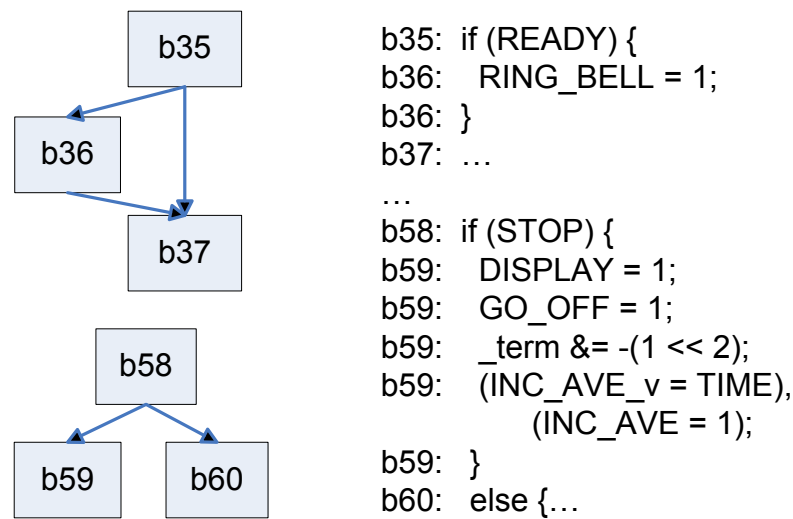 b35
b36
b37
b58
b59
b60
b35: if (READY) {
b36: RING_BELL = 1;
b36: }
b37: …
…
b58: if (STOP) {
b59: DISPLAY = 1;
b59: GO_OFF = 1;
b59: _term &= -(1 << 2);
b59: (INC_AVE_v = TIME),
(INC_AVE = 1);
b59: }
b60: else {…